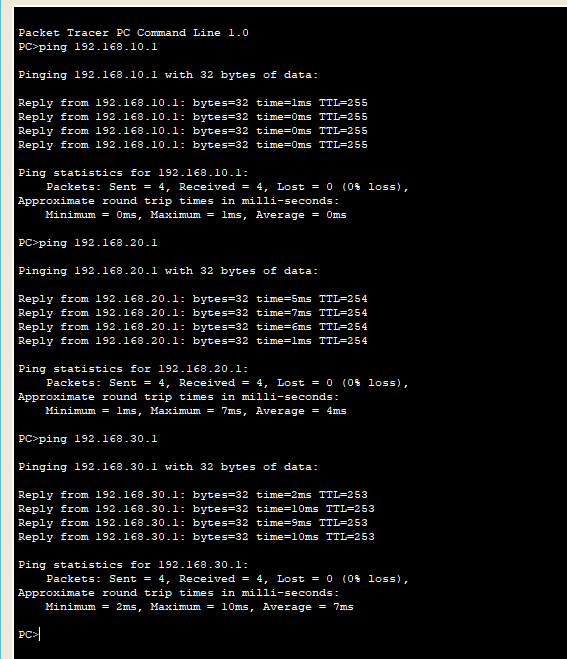 Packet Tracer PC Command Line 1.0
PC>ping 192.168.10.1
Pinging 192.168.10.1 with 32 bytes of data:
Reply from 192.168.10.1: bytes=32 time=1ms TTL=255
Reply from 192.168.10.1: bytes=32 time=0ms TTL=255
Reply from 192.168.10.1: bytes=32 time=0ms TTL=255
Reply from 192.168.10.1: bytes=32 time=0ms TTL=255
Ping statistics for 192.168.10.1:
    Packets: Sent = 4, Received = 4, Lost = 0 (0% loss),
Approximate round trip times in milli-seconds:
    Minimum = 0ms, Maximum = 1ms, Average = 0ms
PC>ping 192.168.20.1
Pinging 192.168.20.1 with 32 bytes of data:
Reply from 192.168.20.1: bytes=32 time=5ms TTL=254
Reply from 192.168.20.1: bytes=32 time=7ms TTL=254
Reply from 192.168.20.1: bytes=32 time=6ms TTL=254
Reply from 192.168.20.1: bytes=32 time=1ms TTL=254
Ping statistics for 192.168.20.1:
    Packets: Sent = 4, Received = 4, Lost = 0 (0% loss),
Approximate round trip times in milli-seconds:
    Minimum = 1ms, Maximum = 7ms, Average = 4ms
PC>ping 192.168.30.1
Pinging 192.168.30.1 with 32 bytes of data:
Reply from 192.168.30.1: bytes=32 time=2ms TTL=253
Reply from 192.168.30.1: bytes=32 time=10ms TTL=253
Reply from 192.168.30.1: bytes=32 time=9ms TTL=253
Reply from 192.168.30.1: bytes=32 time=10ms TTL=253
Ping statistics for 192.168.30.1:
    Packets: Sent = 4, Received = 4, Lost = 0 (0% loss),
Approximate round trip times in milli-seconds:
    Minimum = 2ms, Maximum = 10ms, Average = 7ms
PC>